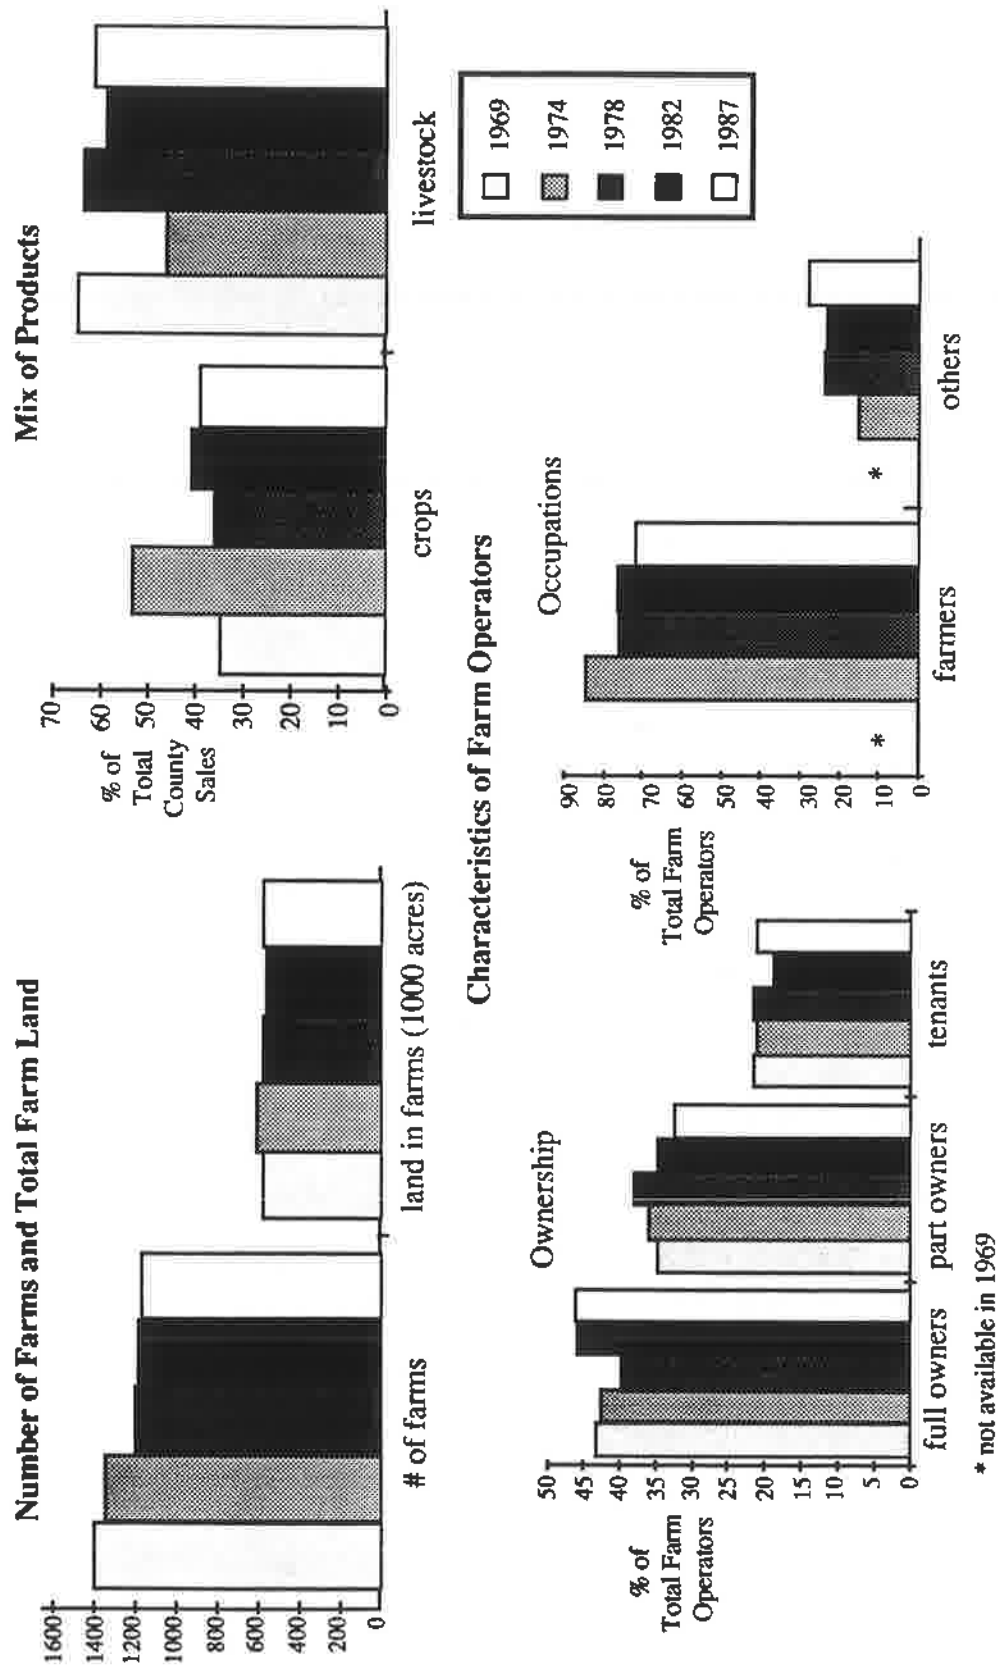 Number of Farms and Total Farm Land
1600
1400
1200
1000
800
600
400
200
0
# of farms
land in farms (1000 acres)
Mix of Products
% of
Total
County
Sales
70
60
50
40
30
20
10
0
crops
livestock
1969
1974
1978
1982
1987
Characteristics of Farm Operators
Ownership
% of
Total Farm
Operators
50
45
40
35
30
25
20
15
10
5
0
full owners
part owners
tenants
Occupations
% of
Total Farm
Operators
90
80
70
60
50
40
30
20
10
0
*
*
farmers
others
* not available in 1969